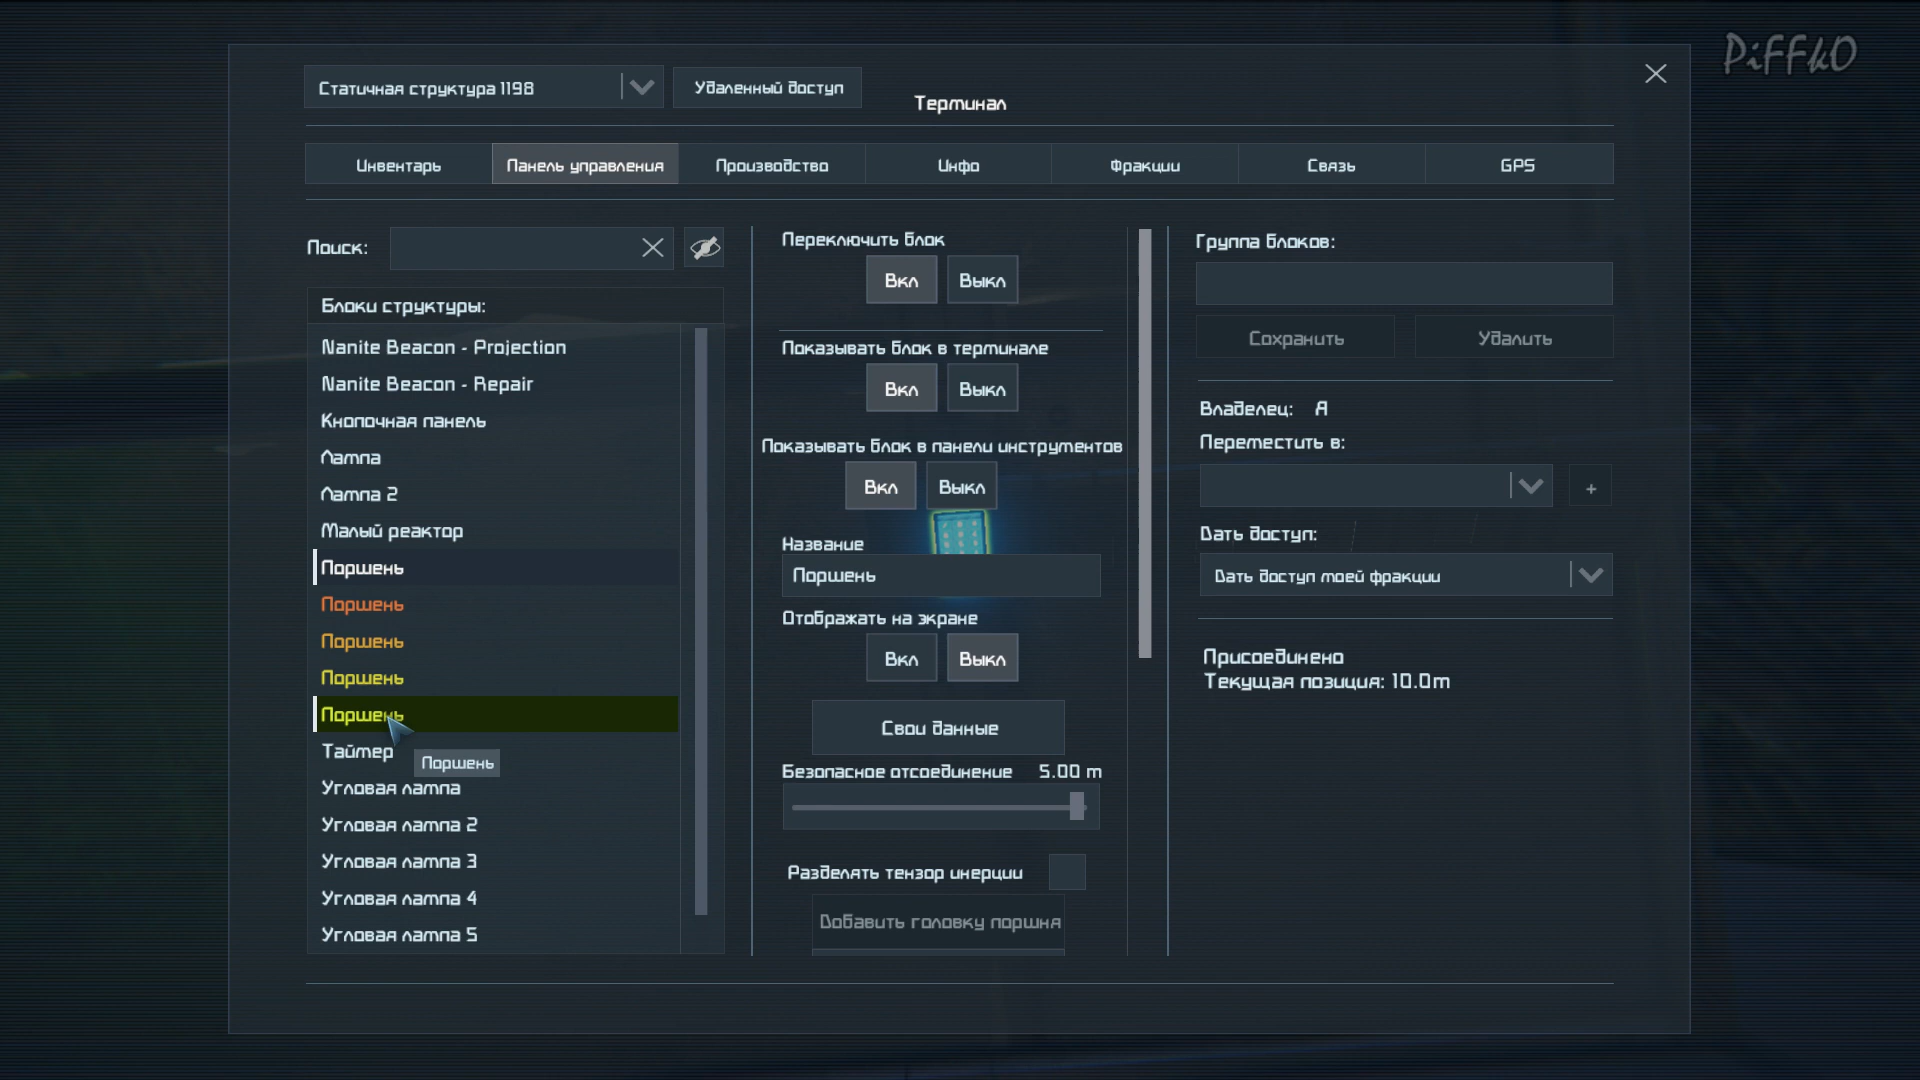 PiFFkO
Статичная структура 1198
Удаленный доступ
Терминал
Инвентарь
Панель управления
Производство
Инфо
Фракции
Связь
GPS
Поиск:
Блоки структуры:
Nanite Beacon - Projection
Nanite Beacon - Repair
Кнопочная панель
Лампа
Лампа 2
Малый реактор
Поршень
Поршень
Поршень
Поршень
Поршень
Таймер
Поршень
Угловая лампа
Угловая лампа 2
Угловая лампа 3
Угловая лампа 4
Угловая лампа 5
Переключить блок
Вкл Выкл
Показывать блок в терминале
Вкл Выкл
Показывать блок в панели инструментов
Вкл Выкл
Название
Поршень
Отображать на экране
Вкл Выкл
Свои данные
Безопасное отсоединение 5.00 m
Разделять тензор инерции
Добавить головку поршня
Группа блоков:
Сохранить Удалить
Владелец: A
Переместить в:
+
Дать доступ:
Дать доступ моей фракции
Присоединено
Текущая позиция: 10.0m